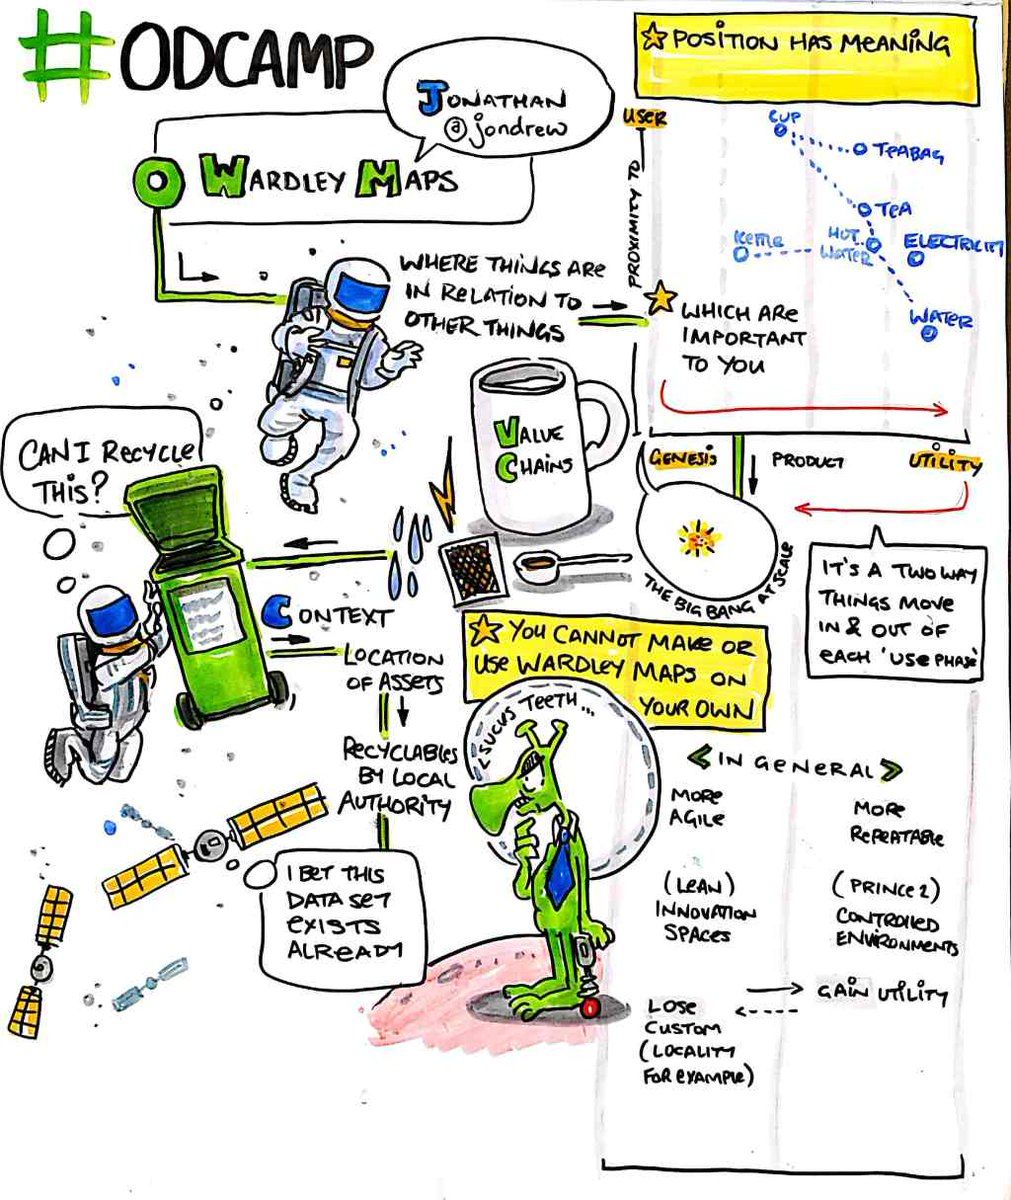 #ODCAMP
JONATHAN
@jondrew
WARDLEY MAPS
WHERE THINGS ARE
IN RELATION TO
OTHER THINGS
POSITION HAS MEANING
USER
PROXIMITY TO
CUP
TEABAG
TEA
KETTLE
HOT
WATER
ELECTRICITY
WATER
WHICH ARE
IMPORTANT
TO YOU
GENESIS
PRODUCT
UTILITY
THE BIG BANG AT SCALE
IT'S A TWO WAY
THINGS MOVE
IN & OUT OF
EACH 'USE PHASE'
VALUE
CHAINS
CAN I RECYCLE
THIS?
CONTEXT
LOCATION
OF ASSETS
RECYCLABLES
BY LOCAL
AUTHORITY
I BET THIS
DATA SET
EXISTS
ALREADY
YOU CANNOT MAKE OR
USE WARDLEY MAPS ON
YOUR OWN
<SUCKS TEETH...
<IN GENERAL>
MORE
AGILE
MORE
REPEATABLE
(LEAN)
INNOVATION
SPACES
(PRINCE 2)
CONTROLLED
ENVIRONMENTS
GAIN UTILITY
LOSE
CUSTOM
(LOCALITY
FOR EXAMPLE)